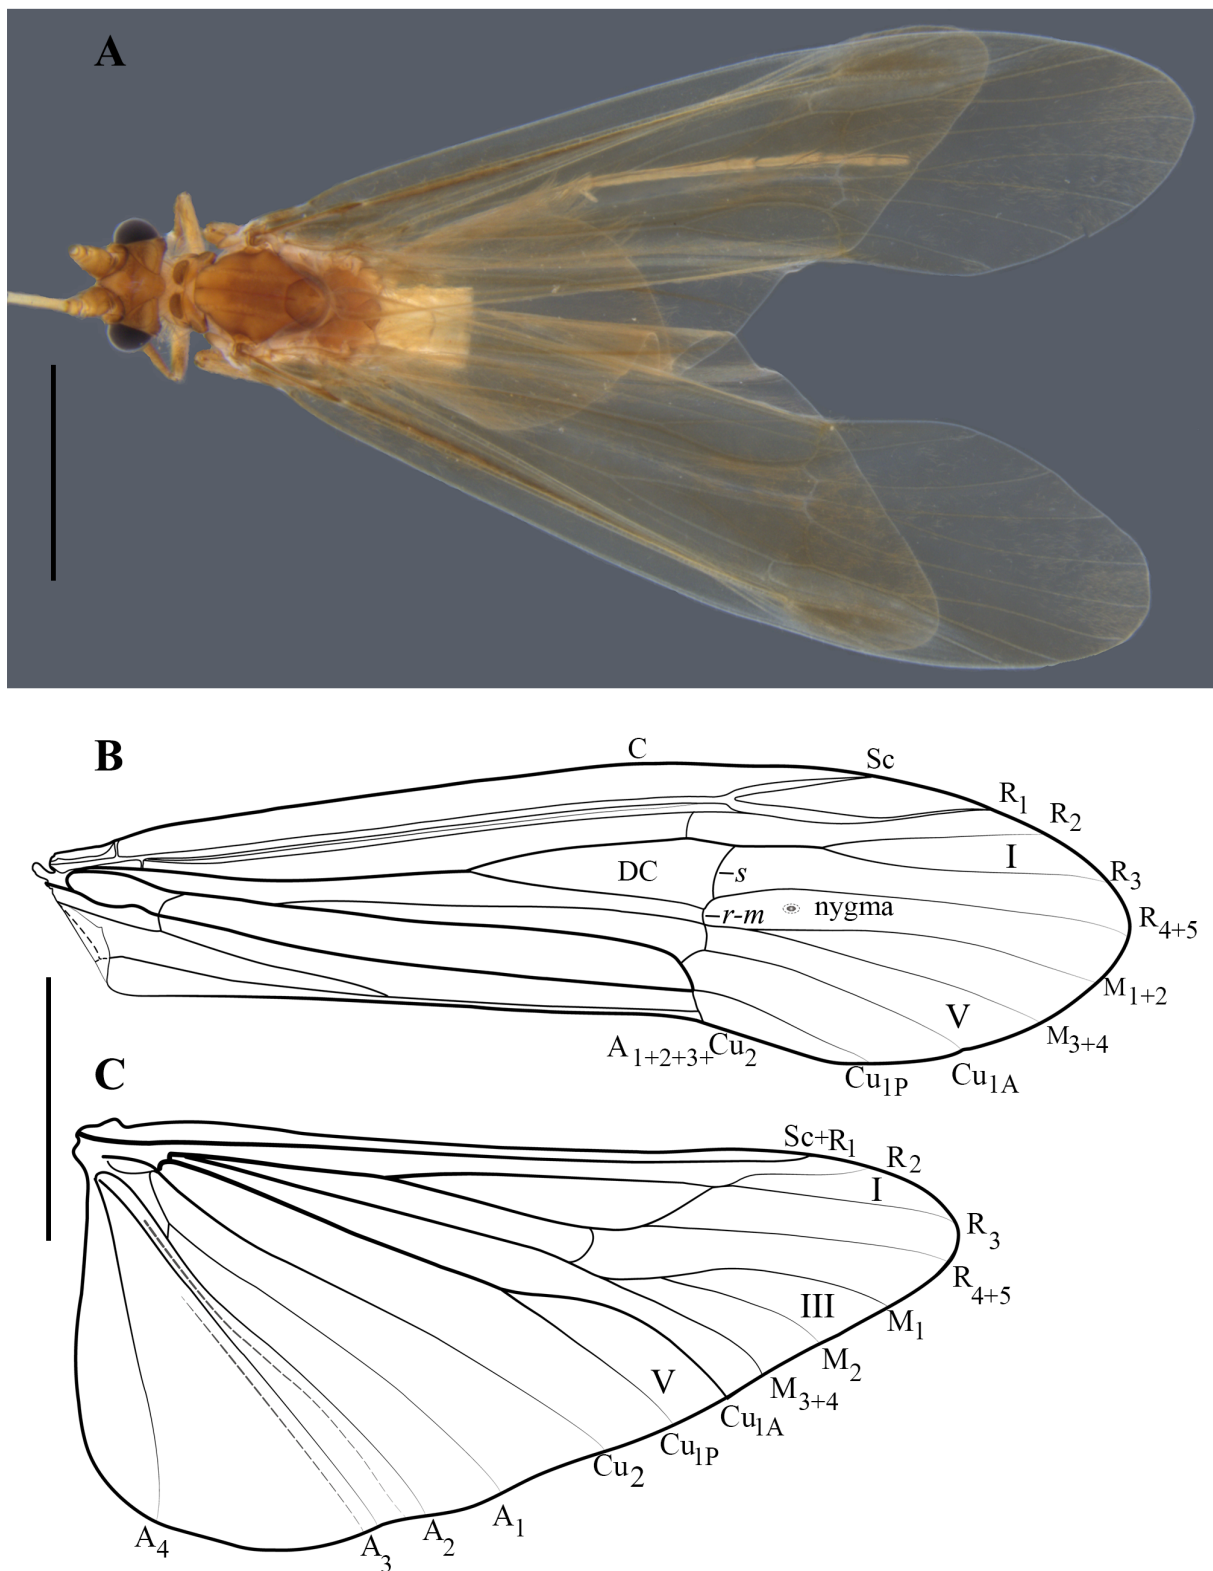 A
B
C
Sc
R1
R2
I
R3
DC
s
r-m
nygma
R4+5
M1+2
V
M3+4
A1+2+3+Cu2
Cu1P
Cu1A
C
Sc+R1
R2
I
R3
R4+5
III
M1
M2
V
M3+4
Cu1A
Cu1P
Cu2
A1
A2
A3
A4